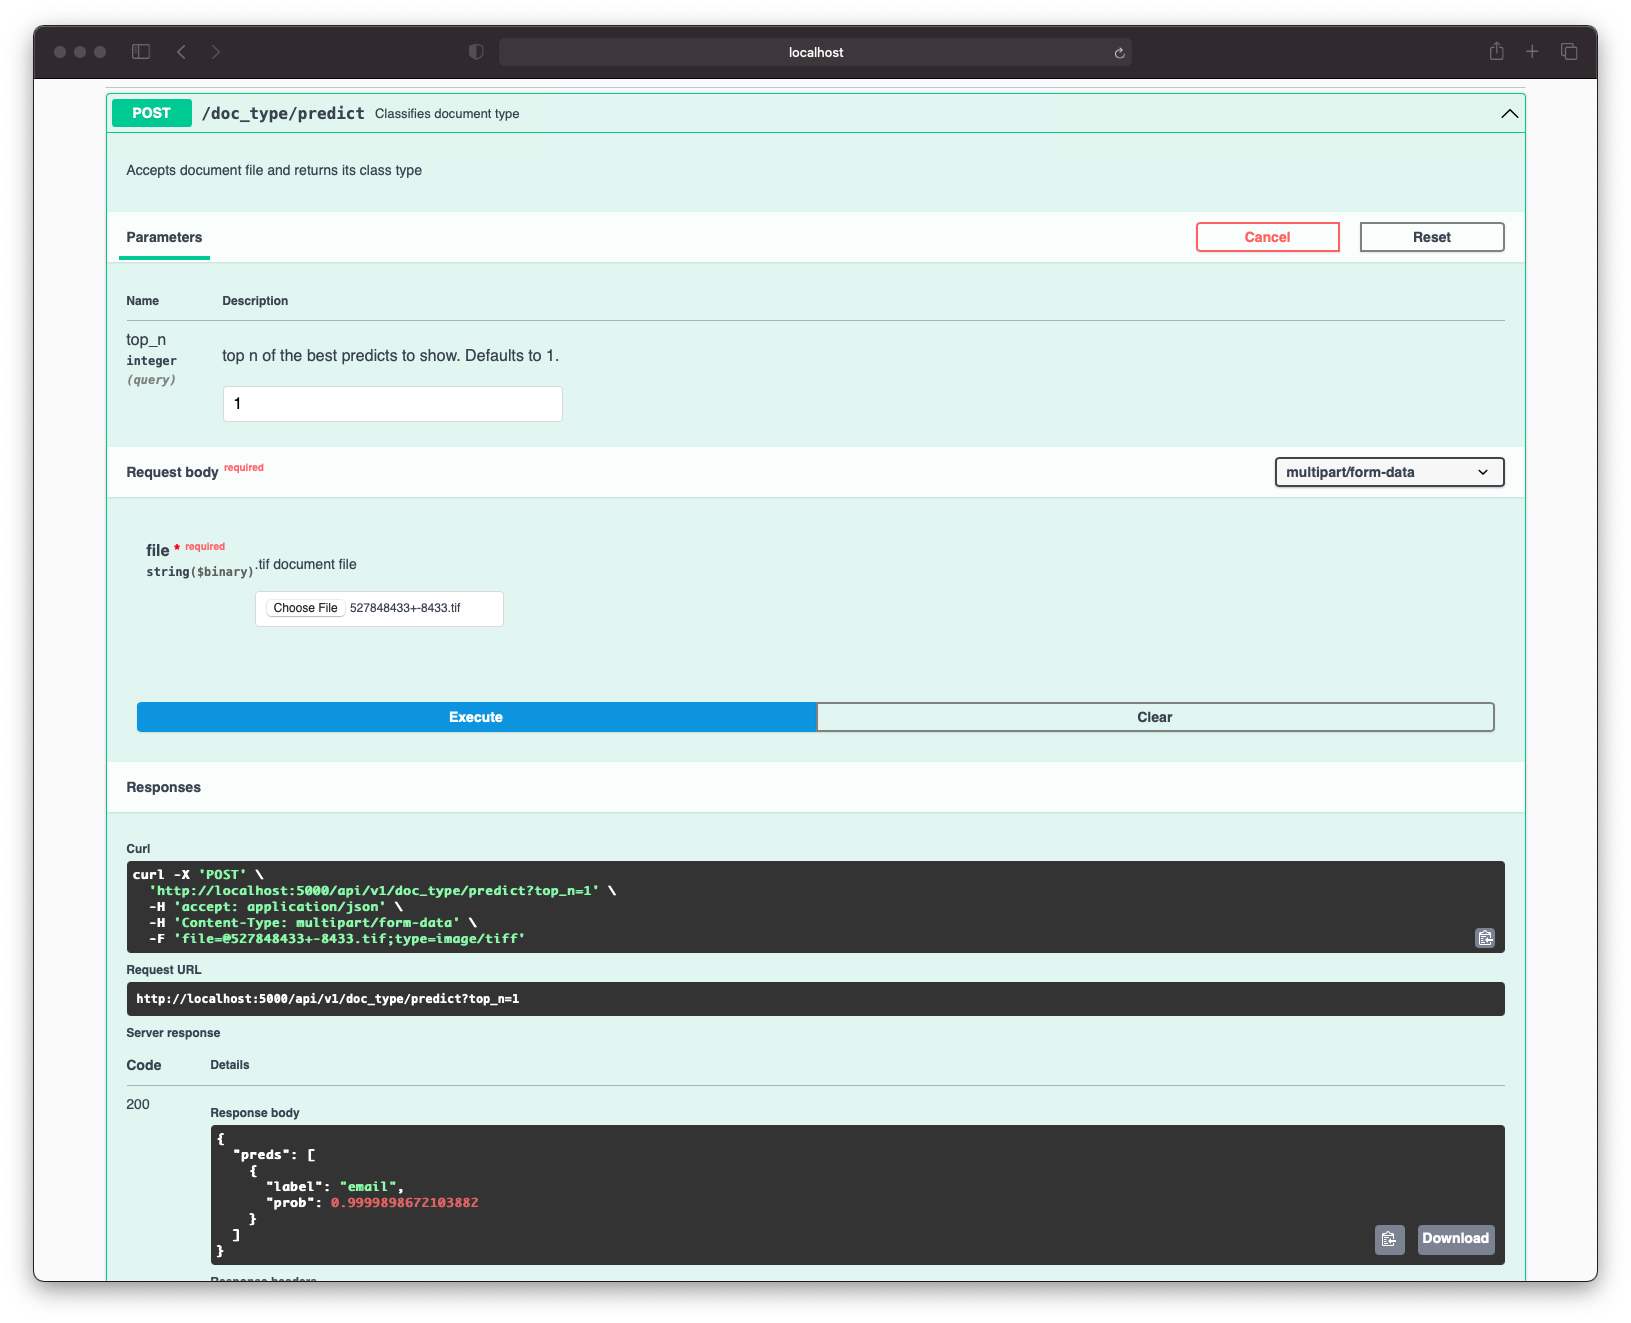 localhost
POST /doc_type/predict Classifies document type
Accepts document file and returns its class type
Parameters
Cancel
Reset
Name Description
top_n
integer
(query)
top n of the best predicts to show. Defaults to 1.
1
Request body required
multipart/form-data
file * required
string($binary)
.tif document file
Choose File 527848433+-8433.tif
Execute
Clear
Responses
Curl
curl -X 'POST' \
  'http://localhost:5000/api/v1/doc_type/predict?top_n=1' \
  -H 'accept: application/json' \
  -H 'Content-Type: multipart/form-data' \
  -F 'file=@527848433+-8433.tif;type=image/tiff'
Request URL
http://localhost:5000/api/v1/doc_type/predict?top_n=1
Server response
Code Details
200
Response body
{
  "preds": [
    {
      "label": "email",
      "prob": 0.9999898672103882
    }
  ]
}
Download
Response headers